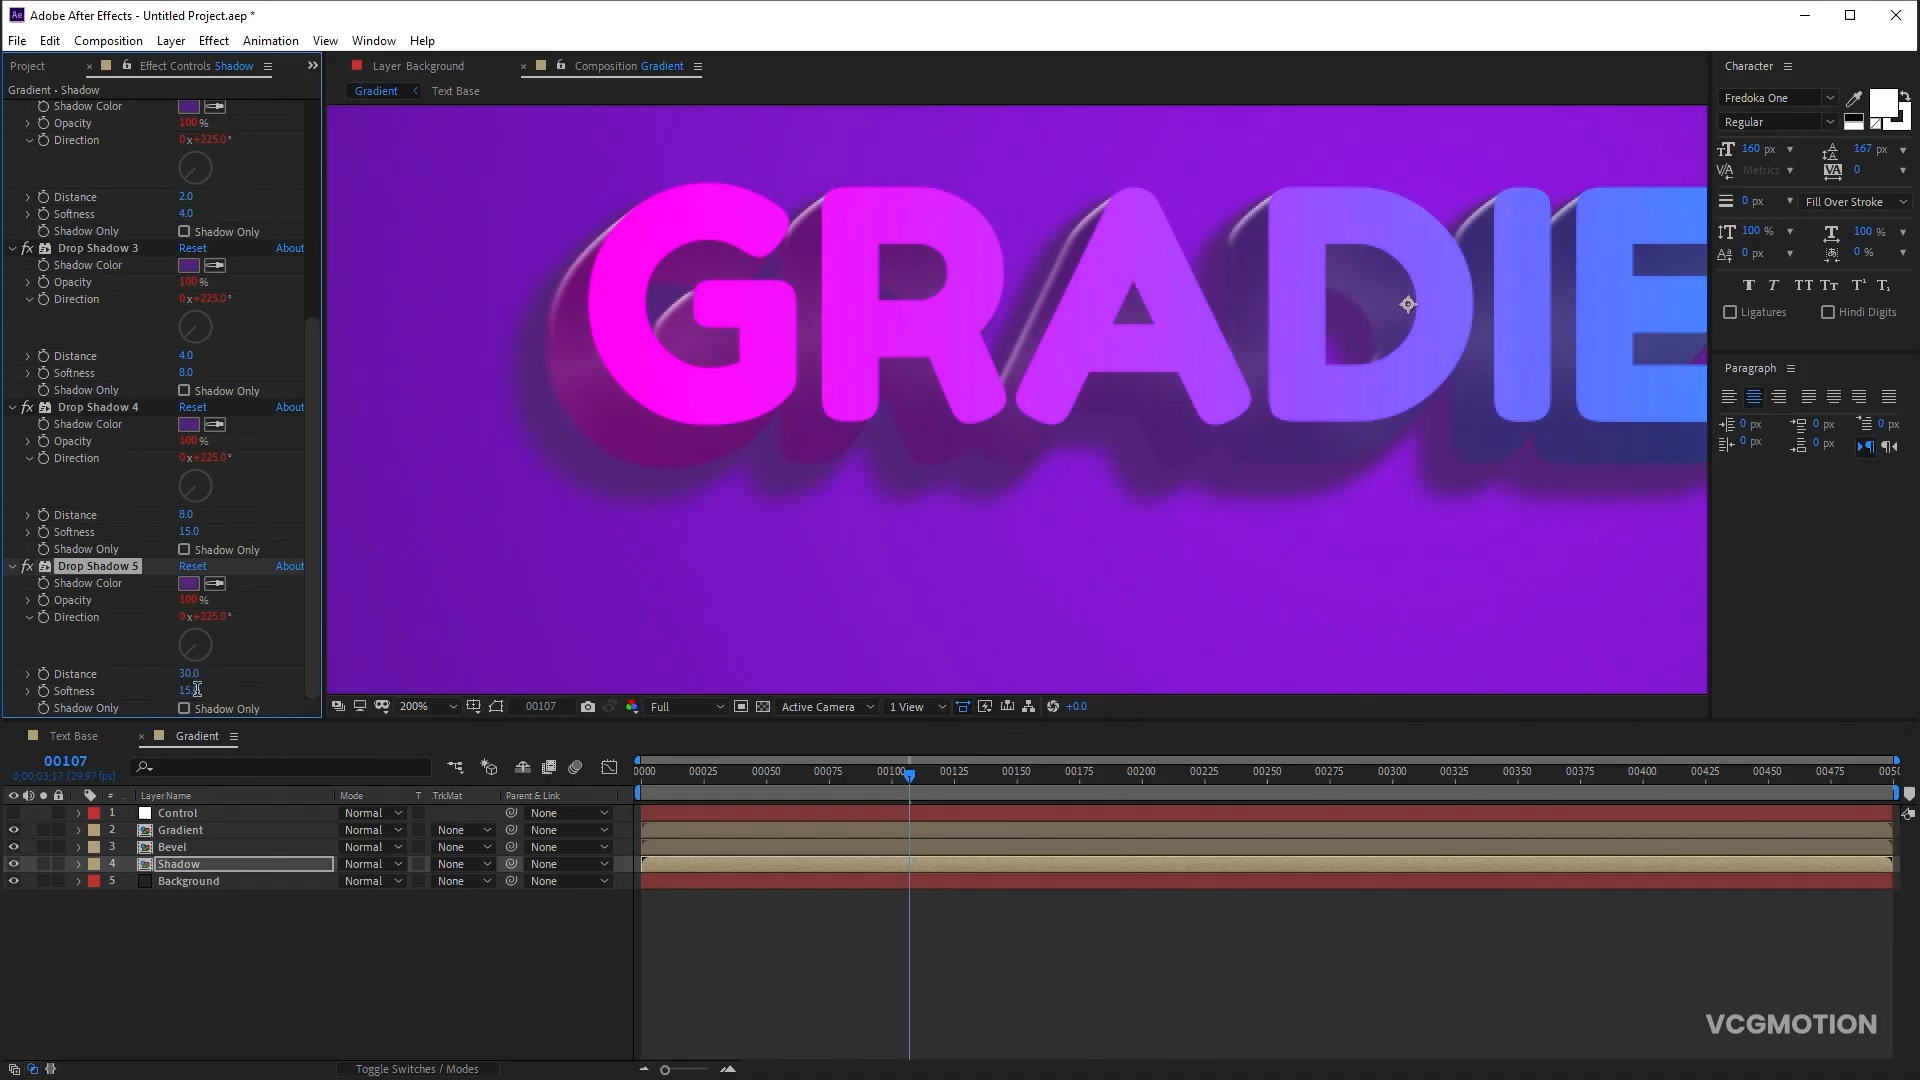 Adobe After Effects - Untitled Project.aep *
File Edit Composition Layer Effect Animation View Window Help
Project × Effect Controls Shadow
Layer Background × Composition Gradient
Character
Gradient • Shadow
Gradient Text Base
Shadow Color
Opacity 100 %
Direction 0 x +225.0 °
Distance 2.0
Softness 4.0
Shadow Only Shadow Only
fx Drop Shadow 3 Reset About
Shadow Color
Opacity 100 %
Direction 0 x +225.0 °
Distance 4.0
Softness 8.0
Shadow Only Shadow Only
fx Drop Shadow 4 Reset About
Shadow Color
Opacity 100 %
Direction 0 x +225.0 °
Distance 8.0
Softness 15.0
Shadow Only Shadow Only
fx Drop Shadow 5 Reset About
Shadow Color
Opacity 100 %
Direction 0 x +225.0 °
Distance 30.0
Softness
Shadow Only Shadow Only
GRADIE
Fredoka One
Regular
160 px 167 px
Metrics 0
0 px Fill Over Stroke
100 % 100 %
0 px 0 %
Ligatures Hindi Digits
Paragraph
0 px 0 px 0 px
0 px 0 px
200% 00107 Full Active Camera 1 View +0.0
Text Base × Gradient
00107
0;00;03;17 (29.97 fps)
0000 00025 00050 00075 00100 00125 00150 00175 00200 00225 00250 00275 00300 00325 00350 00375 00400 00425 00450 00475
# Layer Name Mode T .TrkMat Parent & Link
1 Control Normal None
2 Gradient Normal None None
3 Bevel Normal None None
4 Shadow Normal None None
5 Background Normal None None
VCGMOTION
Toggle Switches / Modes